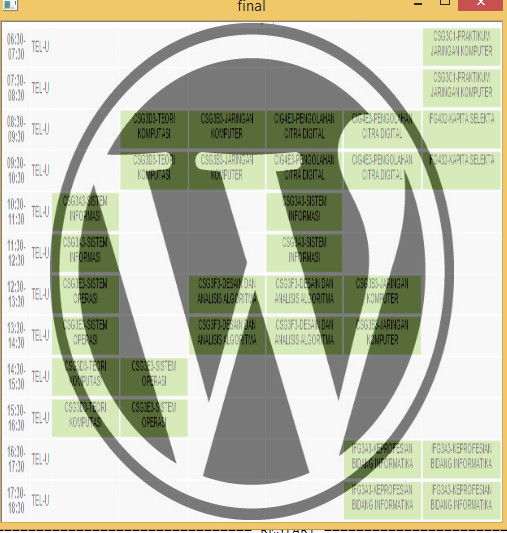 final
CSG3C1-PRAKTIKUM
JARINGAN KOMPUTER
06:30-
07:30
TEL-U
CSG3C1-PRAKTIKUM
JARINGAN KOMPUTER
07:30-
08:30
TEL-U
CSG3D3-TEORI
KOMPUTASI
CSG3E3-JARINGAN
KOMPUTER
CIG4E3-PENGOLAHAN
CITRA DIGITAL
CIG4E3-PENGOLAHAN
CITRA DIGITAL
IFG432-KAPITA SELEKTA
08:30-
09:30
TEL-U
CSG3D3-TEORI
KOMPUTASI
CSG3E3-JARINGAN
KOMPUTER
CIG4E3-PENGOLAHAN
CITRA DIGITAL
CIG4E3-PENGOLAHAN
CITRA DIGITAL
IFG432-KAPITA SELEKTA
09:30-
10:30
TEL-U
CSG3A3-SISTEM
INFORMASI
CSG3A3-SISTEM
INFORMASI
10:30-
11:30
TEL-U
CSG3A3-SISTEM
INFORMASI
CSG3A3-SISTEM
INFORMASI
11:30-
12:30
TEL-U
CSG3E3-SISTEM
OPERASI
CSG3F3-DESAIN DAN
ANALISIS ALGORITMA
CSG3F3-DESAIN DAN
ANALISIS ALGORITMA
CSG3E3-JARINGAN
KOMPUTER
12:30-
13:30
TEL-U
CSG3E3-SISTEM
OPERASI
CSG3F3-DESAIN DAN
ANALISIS ALGORITMA
CSG3F3-DESAIN DAN
ANALISIS ALGORITMA
CSG3E3-JARINGAN
KOMPUTER
13:30-
14:30
TEL-U
CSG3D3-TEORI
KOMPUTASI
CSG3E3-SISTEM
OPERASI
14:30-
15:30
TEL-U
CSG3D3-TEORI
KOMPUTASI
CSG3E3-SISTEM
OPERASI
15:30-
16:30
TEL-U
IFG3A3-KEPROFESIAN
BIDANG INFORMATIKA
IFG3A3-KEPROFESIAN
BIDANG INFORMATIKA
16:30-
17:30
TEL-U
IFG3A3-KEPROFESIAN
BIDANG INFORMATIKA
IFG3A3-KEPROFESIAN
BIDANG INFORMATIKA
17:30-
18:30
TEL-U